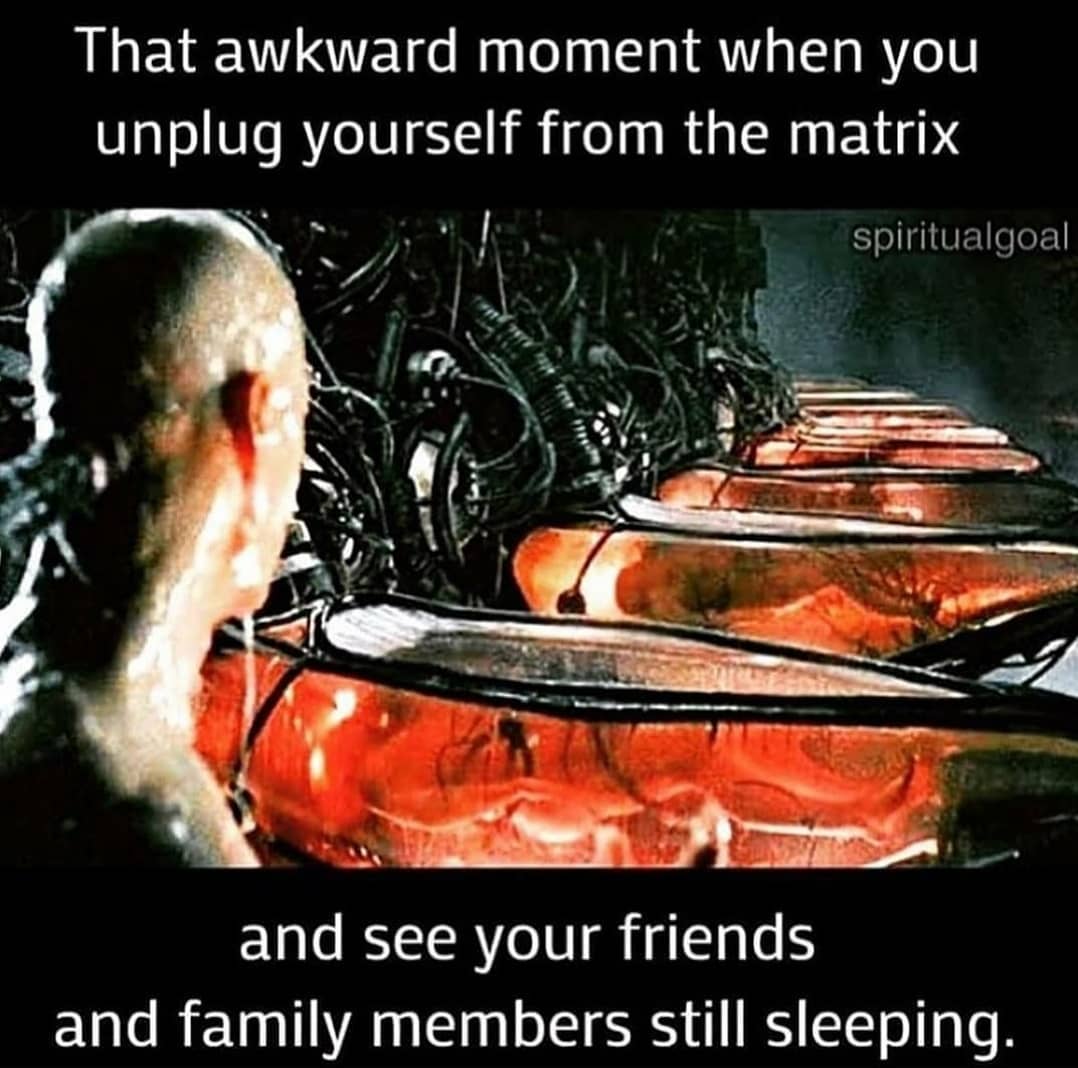 That awkward moment when you
unplug yourself from the matrix
spiritualgoal
and see your friends
and family members still sleeping.